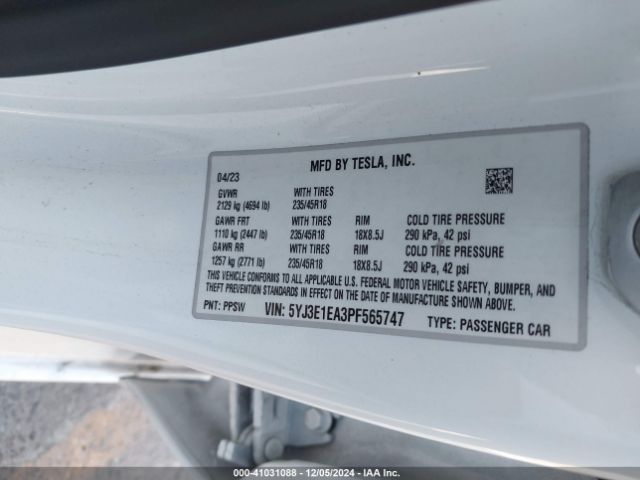 MFD BY TESLA, INC.
04/23
GVWR WITH TIRES
2129 kg (4694 lb) 235/45R18
GAWR FRT WITH TIRES RIM COLD TIRE PRESSURE
1110 kg (2447 lb) 235/45R18 18X8.5J 290 kPa, 42 psi
GAWR RR WITH TIRES RIM COLD TIRE PRESSURE
1257 kg (2771 lb) 235/45R18 18X8.5J 290 kPa, 42 psi
THIS VEHICLE CONFORMS TO ALL APPLICABLE U.S. FEDERAL MOTOR VEHICLE SAFETY, BUMPER, AND
THEFT PREVENTION STANDARDS IN EFFECT ON THE DATE OF MANUFACTURE SHOWN ABOVE.
PNT: PPSW VIN: 5YJ3E1EA3PF565747 TYPE: PASSENGER CAR
000-41031088 - 12/05/2024 - IAA Inc.